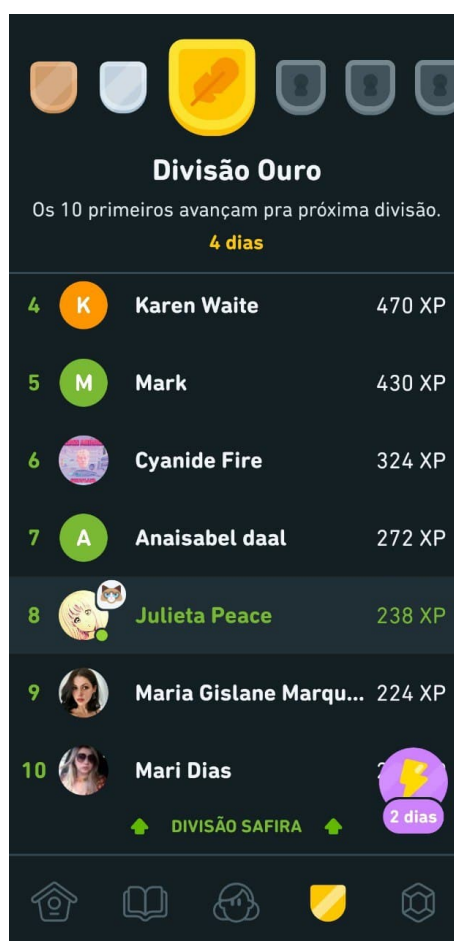 Divisão Ouro
Os 10 primeiros avançam pra próxima divisão.
4 dias
4 K Karen Waite 470 XP
5 M Mark 430 XP
6 Cyanide Fire 324 XP
7 A Anaisabel daal 272 XP
8 Julieta Peace 238 XP
9 Maria Gislane Marqu... 224 XP
10 Mari Dias
2 dias
DIVISÃO SAFIRA